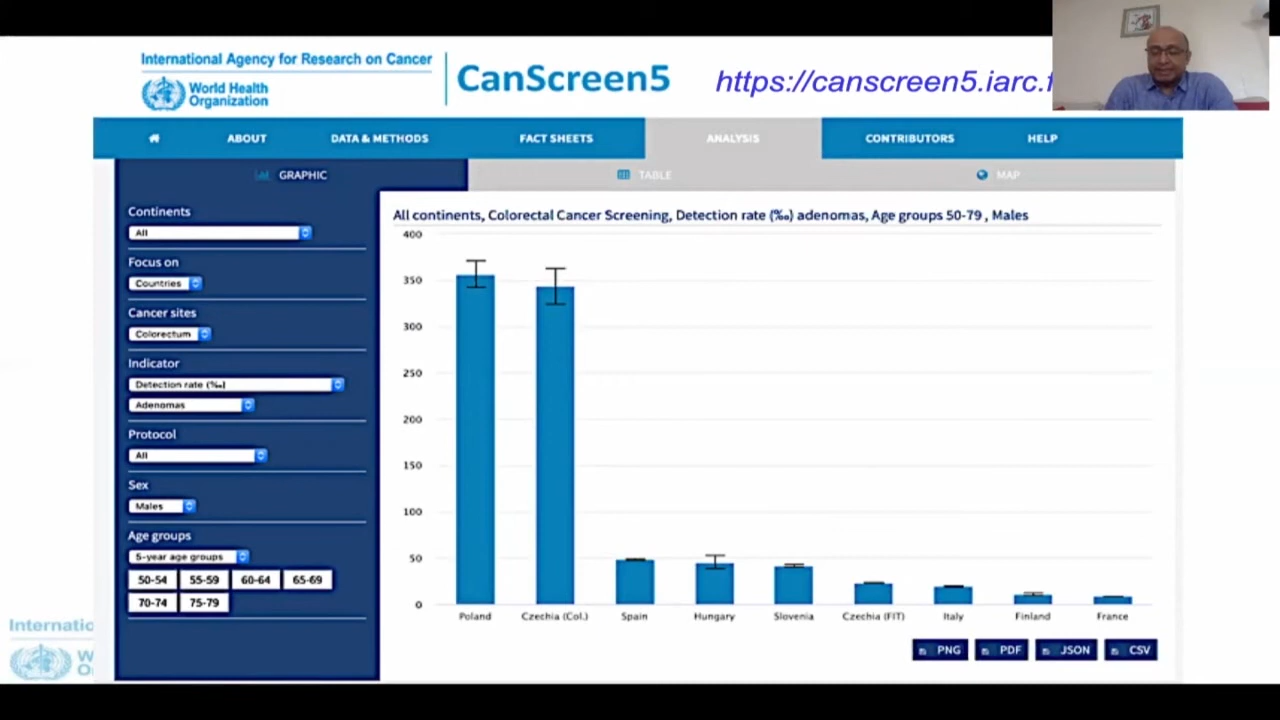 International Agency for Research on Cancer
World Health
Organization
CanScreen5
https://canscreen5.iarc.f
ABOUT
DATA & METHODS
FACT SHEETS
ANALYSIS
CONTRIBUTORS
HELP
GRAPHIC
TABLE
MAP
Continents
All
Focus on
Countries
Cancer sites
Colorectum
Indicator
Detection rate (‰)
Adenomas
Protocol
All
Sex
Males
Age groups
5-year age groups
50-54 55-59 60-64 65-69
70-74 75-79
All continents, Colorectal Cancer Screening, Detection rate (‰) adenomas, Age groups 50-79 , Males
400
350
300
250
200
150
100
50
0
Poland Czechia (Col.) Spain Hungary Slovenia Czechia (FIT) Italy Finland France
PNG PDF JSON CSV
Internatio
W
O